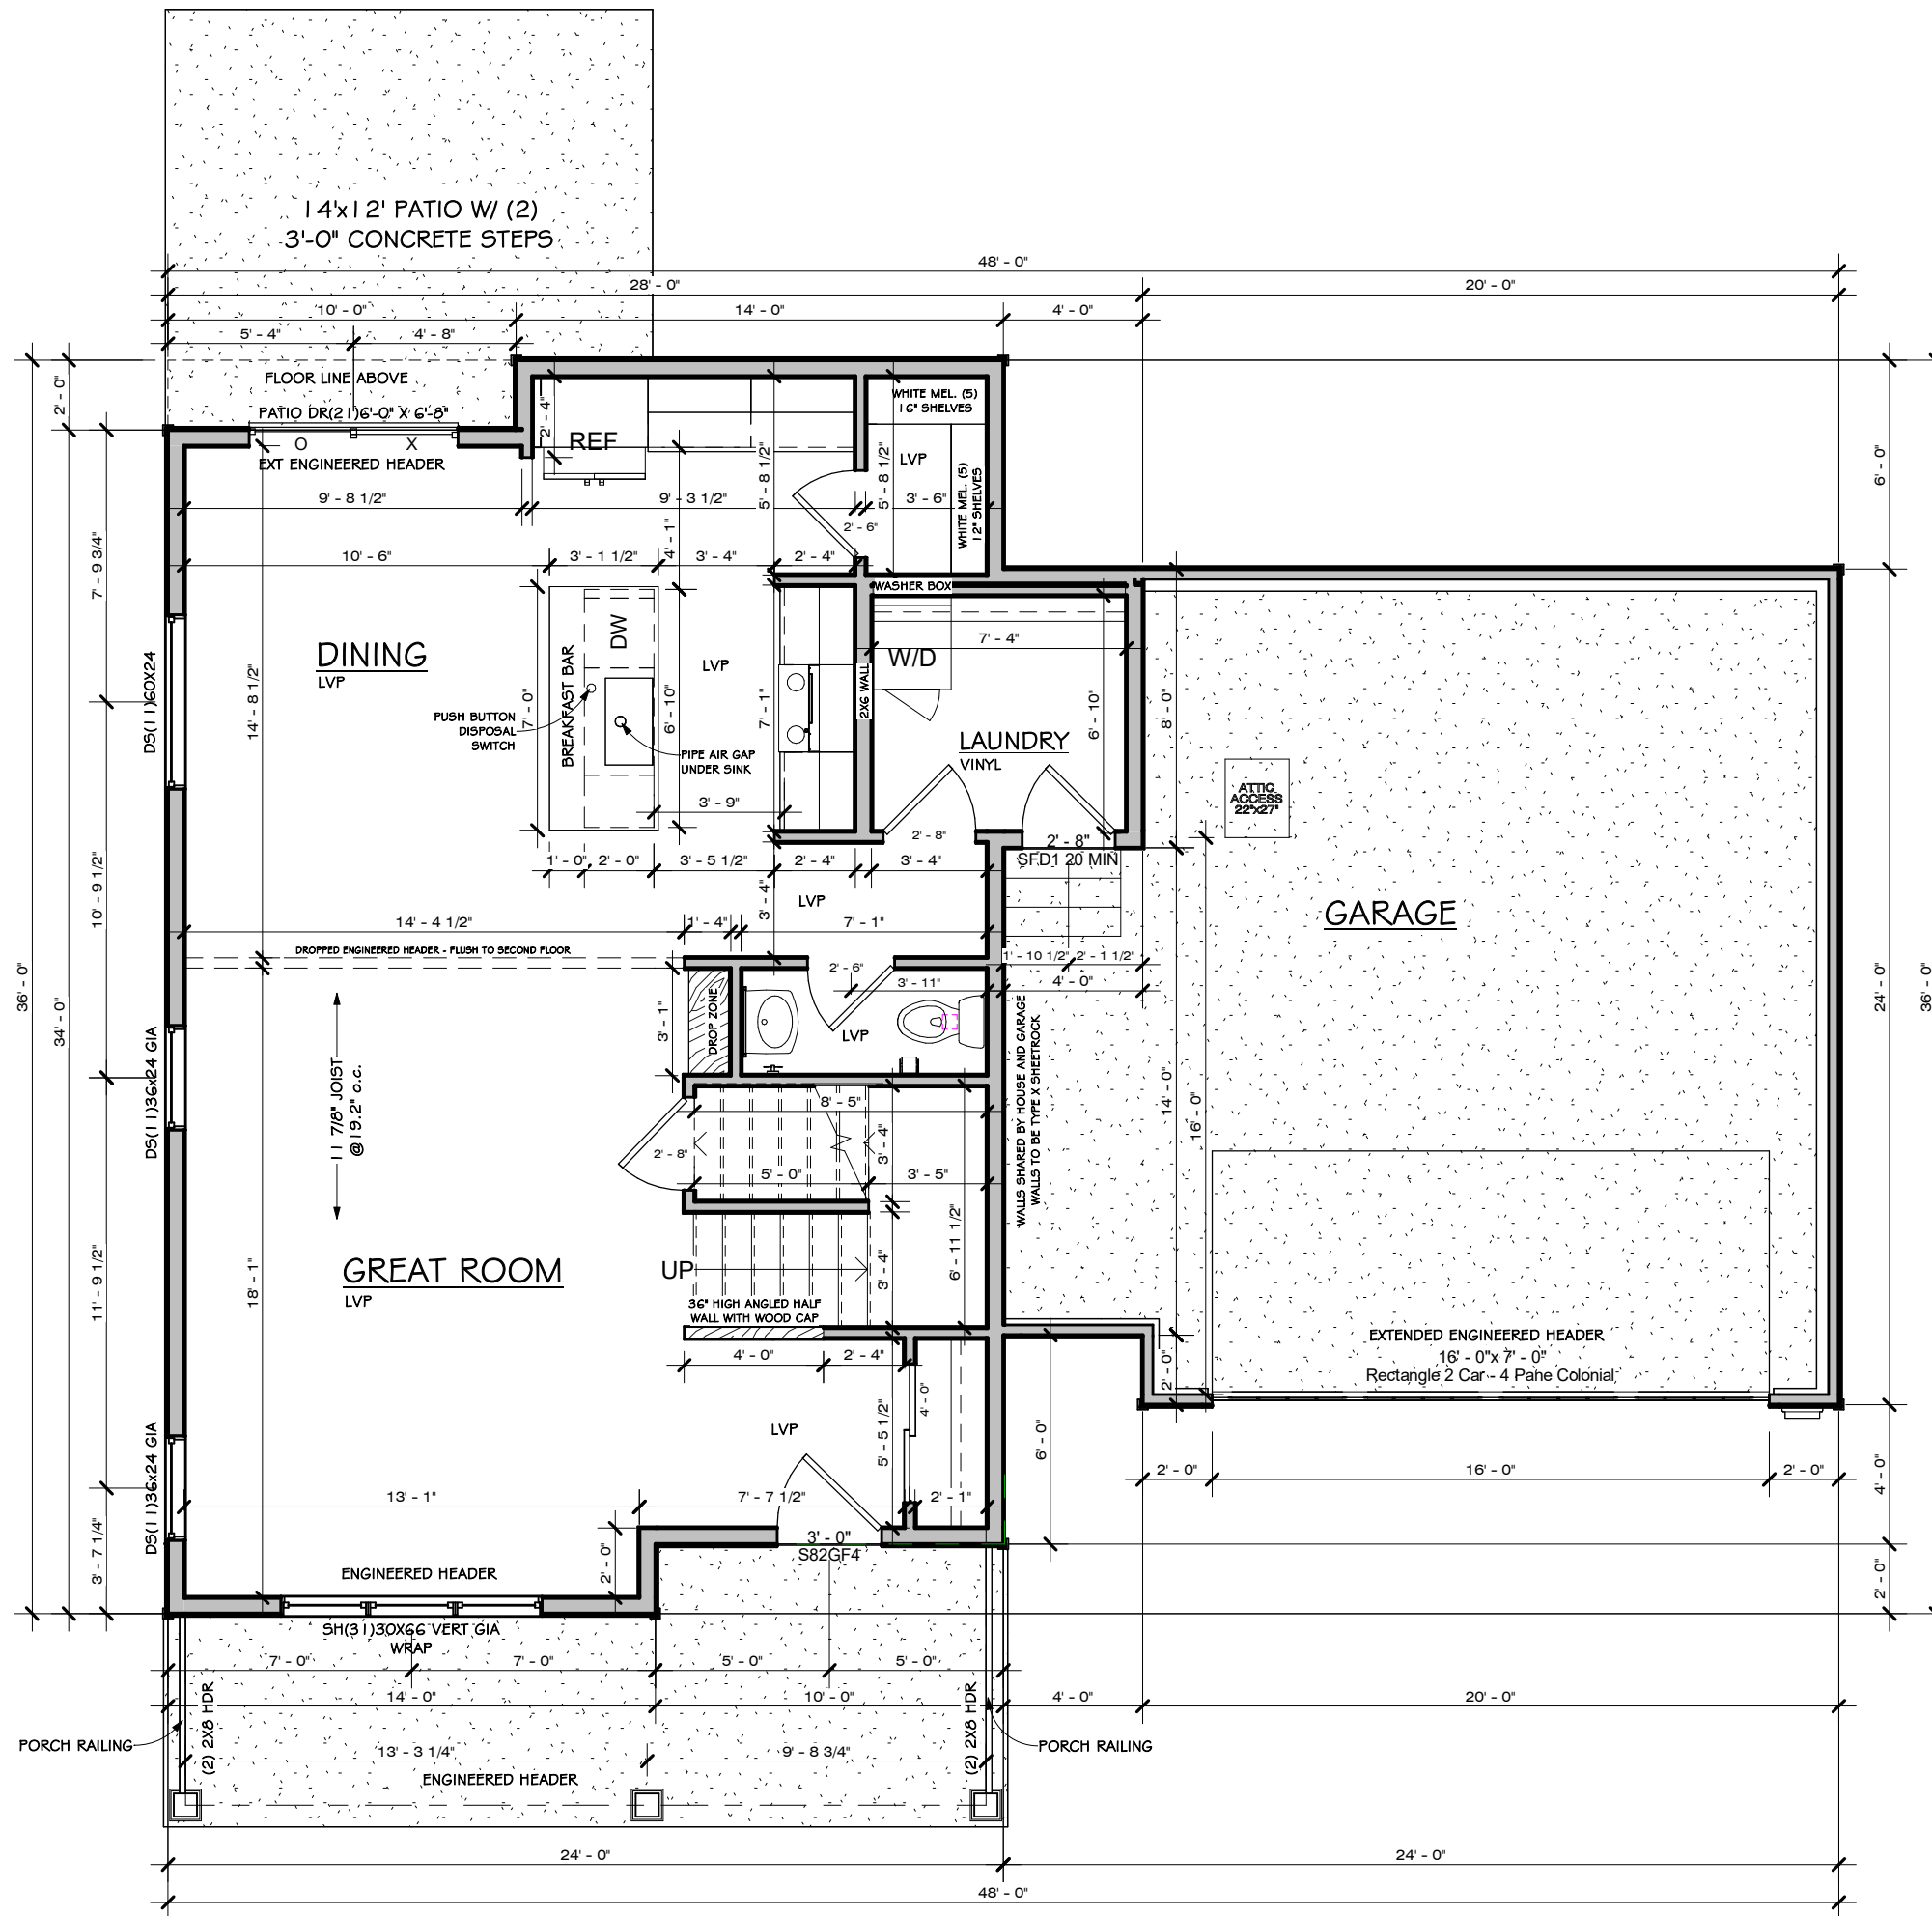 14'x12' PATIO W/ (2)
3'-0" CONCRETE STEPS
48' - 0"
28' - 0"
20' - 0"
10' - 0"
14' - 0"
4' - 0"
5' - 4"
4' - 8"
FLOOR LINE ABOVE
PATIO DR(21)6'-0" X 6'-8"
O
X
EXT ENGINEERED HEADER
2' - 0"
2' - 4"
REF
WHITE MEL. (5)
16" SHELVES
LVP
WHITE MEL. (5)
12" SHELVES
5' - 8 1/2"
5' - 8 1/2"
6' - 0"
9' - 8 1/2"
9' - 3 1/2"
3' - 6"
2' - 6"
4' - 1"
10' - 6"
3' - 1 1/2"
3' - 4"
2' - 4"
WASHER BOX
7' - 9 3/4"
DINING
LVP
DS(11)60X24
14' - 8 1/2"
BREAKFAST BAR
DW
LVP
7' - 0"
6' - 10"
7' - 1"
PUSH BUTTON
DISPOSAL
SWITCH
PIPE AIR GAP
UNDER SINK
3' - 9"
2X6 WALL
7' - 4"
W/D
6' - 10"
8' - 0"
LAUNDRY
VINYL
ATTIC
ACCESS
22"x27"
2' - 8"
2' - 8"
SFD1 20 MIN
1' - 0"
2' - 0"
3' - 5 1/2"
2' - 4"
3' - 4"
3' - 4"
LVP
GARAGE
10' - 9 1/2"
14' - 4 1/2"
1' - 4"
7' - 1"
DROPPED ENGINEERED HEADER - FLUSH TO SECOND FLOOR
1' - 10 1/2"
2' - 1 1/2"
2' - 6"
3' - 11"
4' - 0"
36' - 0"
34' - 0"
24' - 0"
36' - 0"
3' - 1"
DROP ZONE
LVP
WALLS SHARED BY HOUSE AND GARAGE
WALLS TO BE TYPE X SHEETROCK
DS(11)36x24 GIA
11 7/8" JOIST
@19.2" o.c.
8' - 5"
14' - 0"
16' - 0"
2' - 8"
3' - 4"
5' - 0"
3' - 5"
6' - 11 1/2"
11' - 9 1/2"
18' - 1"
GREAT ROOM
LVP
UP
3' - 4"
36" HIGH ANGLED HALF
WALL WITH WOOD CAP
4' - 0"
2' - 4"
EXTENDED ENGINEERED HEADER
16' - 0"x 7' - 0"
Rectangle 2 Car - 4 Pane Colonial
2' - 0"
4' - 0"
LVP
5' - 5 1/2"
6' - 0"
DS(11)36x24 GIA
2' - 0"
16' - 0"
2' - 0"
4' - 0"
13' - 1"
7' - 7 1/2"
2' - 1"
3' - 0"
S82GF4
3' - 7 1/4"
2' - 0"
2' - 0"
ENGINEERED HEADER
SH(31)30X66 VERT GIA
WRAP
7' - 0"
7' - 0"
5' - 0"
5' - 0"
14' - 0"
10' - 0"
4' - 0"
20' - 0"
(2) 2X8 HDR
(2) 2X8 HDR
PORCH RAILING
PORCH RAILING
13' - 3 1/4"
9' - 8 3/4"
ENGINEERED HEADER
24' - 0"
24' - 0"
48' - 0"